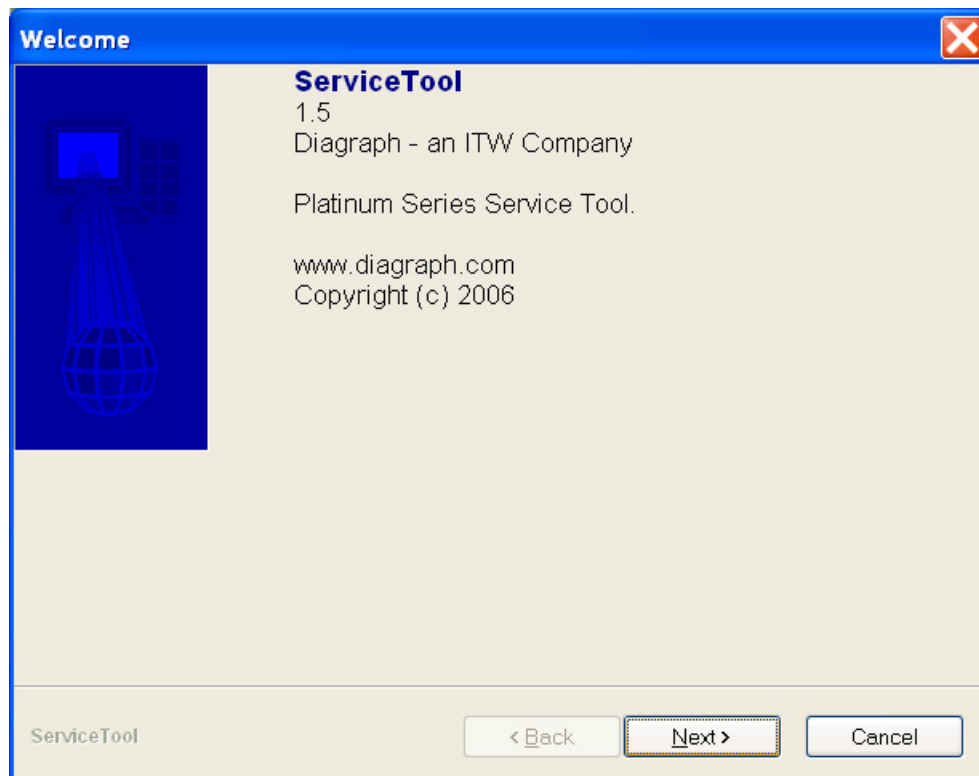 Welcome
ServiceTool
1.5
Diagraph - an ITW Company
Platinum Series Service Tool.
www.diagraph.com
Copyright (c) 2006
ServiceTool
< Back
Next >
Cancel